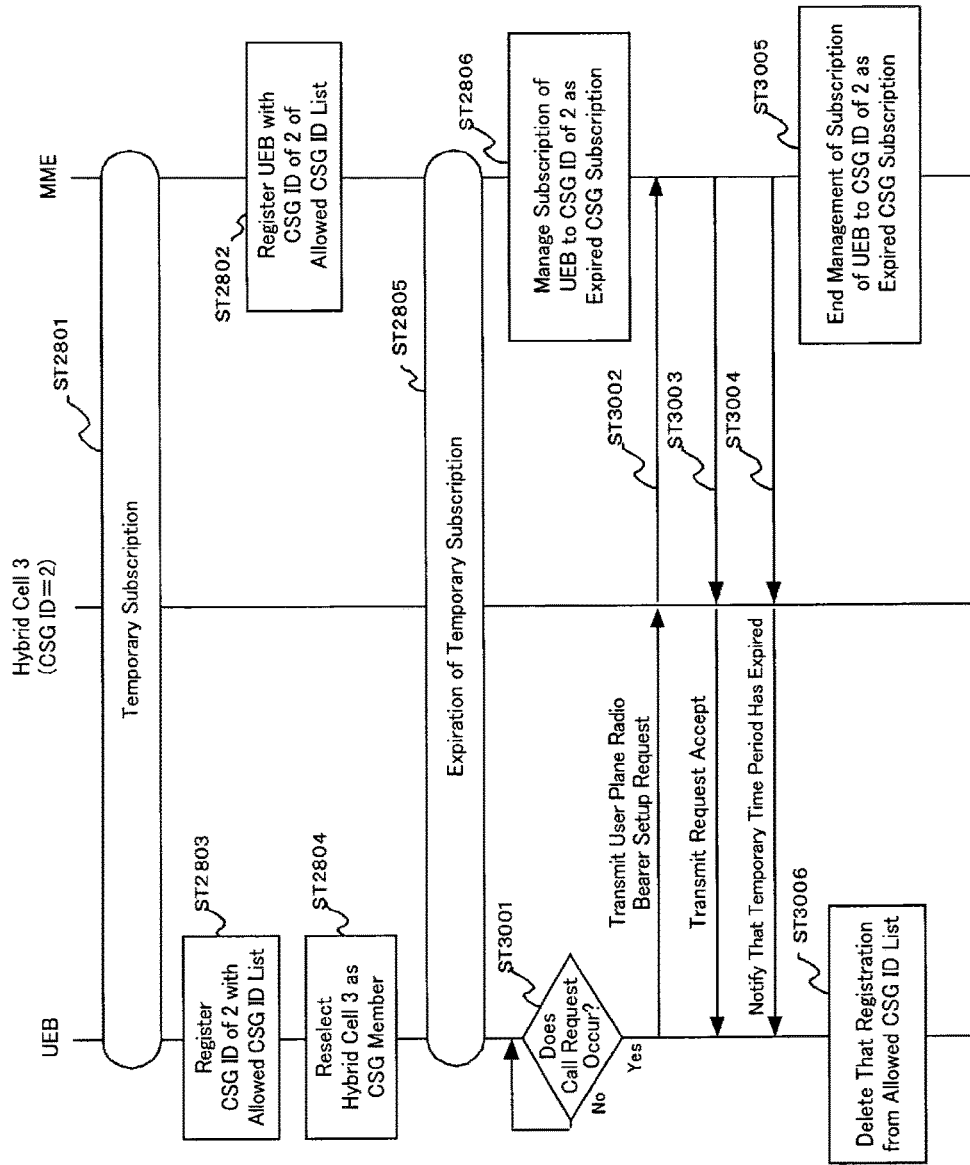 UEB
Hybrid Cell 3
(CSG ID=2)
MME
ST2801
Temporary Subscription
ST2802
Register UEB with
CSG ID of 2 of
Allowed CSG ID List
ST2803
Register
CSG ID of 2 with
Allowed CSG ID List
ST2804
Reselect
Hybrid Cell 3 as
CSG Member
ST2805
Expiration of Temporary Subscription
ST2806
Manage Subscription of
UEB to CSG ID of 2 as
Expired CSG Subscription
ST3001
Does
Call Request
Occur?
No
Yes
Transmit User Plane Radio
Bearer Setup Request
ST3002
Transmit Request Accept
ST3003
Notify That Temporary Time Period Has Expired
ST3004
ST3005
End Management of Subscription
of UEB to CSG ID of 2 as
Expired CSG Subscription
ST3006
Delete That Registration
from Allowed CSG ID List